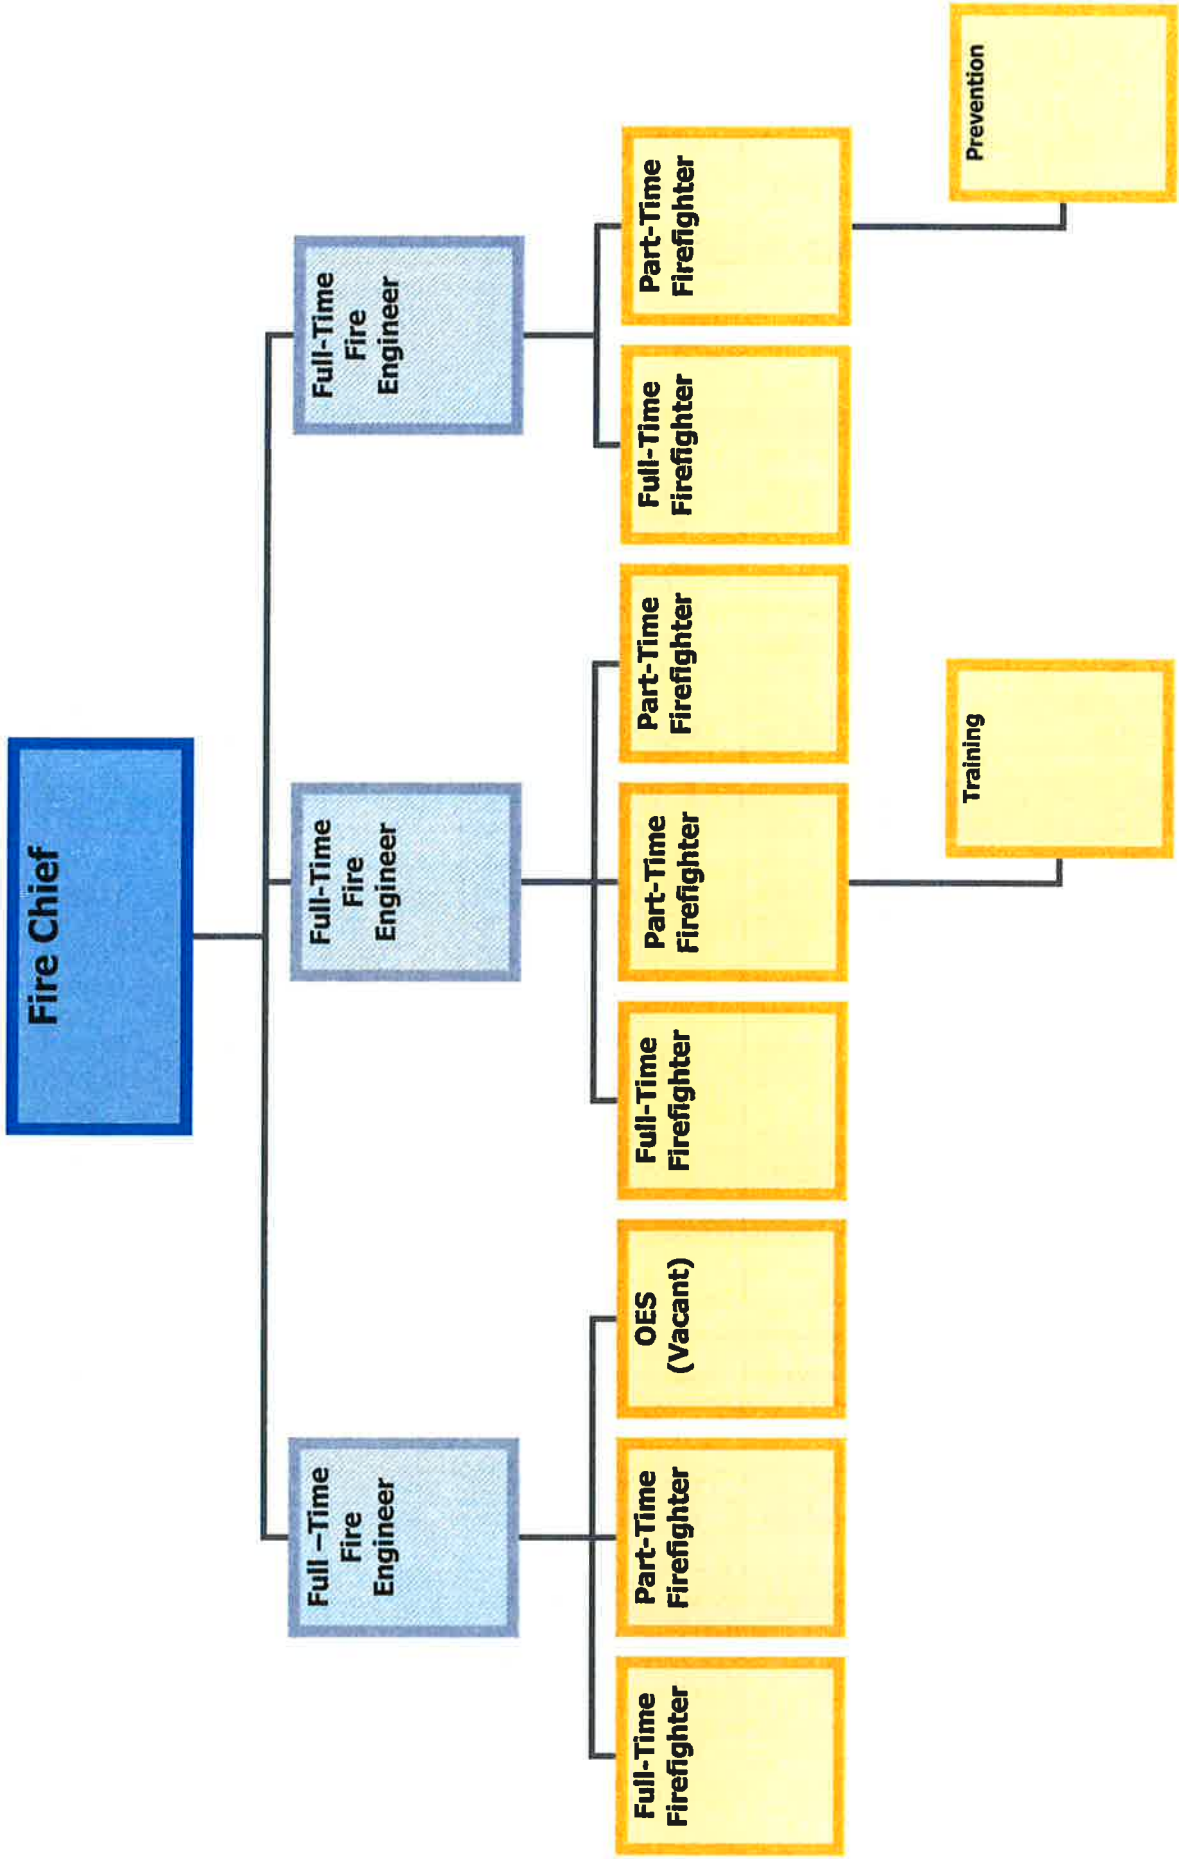 Fire Chief
Full –Time
Fire
Engineer
Full-Time
Fire
Engineer
Full-Time
Fire
Engineer
Full-Time
Firefighter
Part-Time
Firefighter
OES
(Vacant)
Full-Time
Firefighter
Part-Time
Firefighter
Part-Time
Firefighter
Full-Time
Firefighter
Part-Time
Firefighter
Training
Prevention